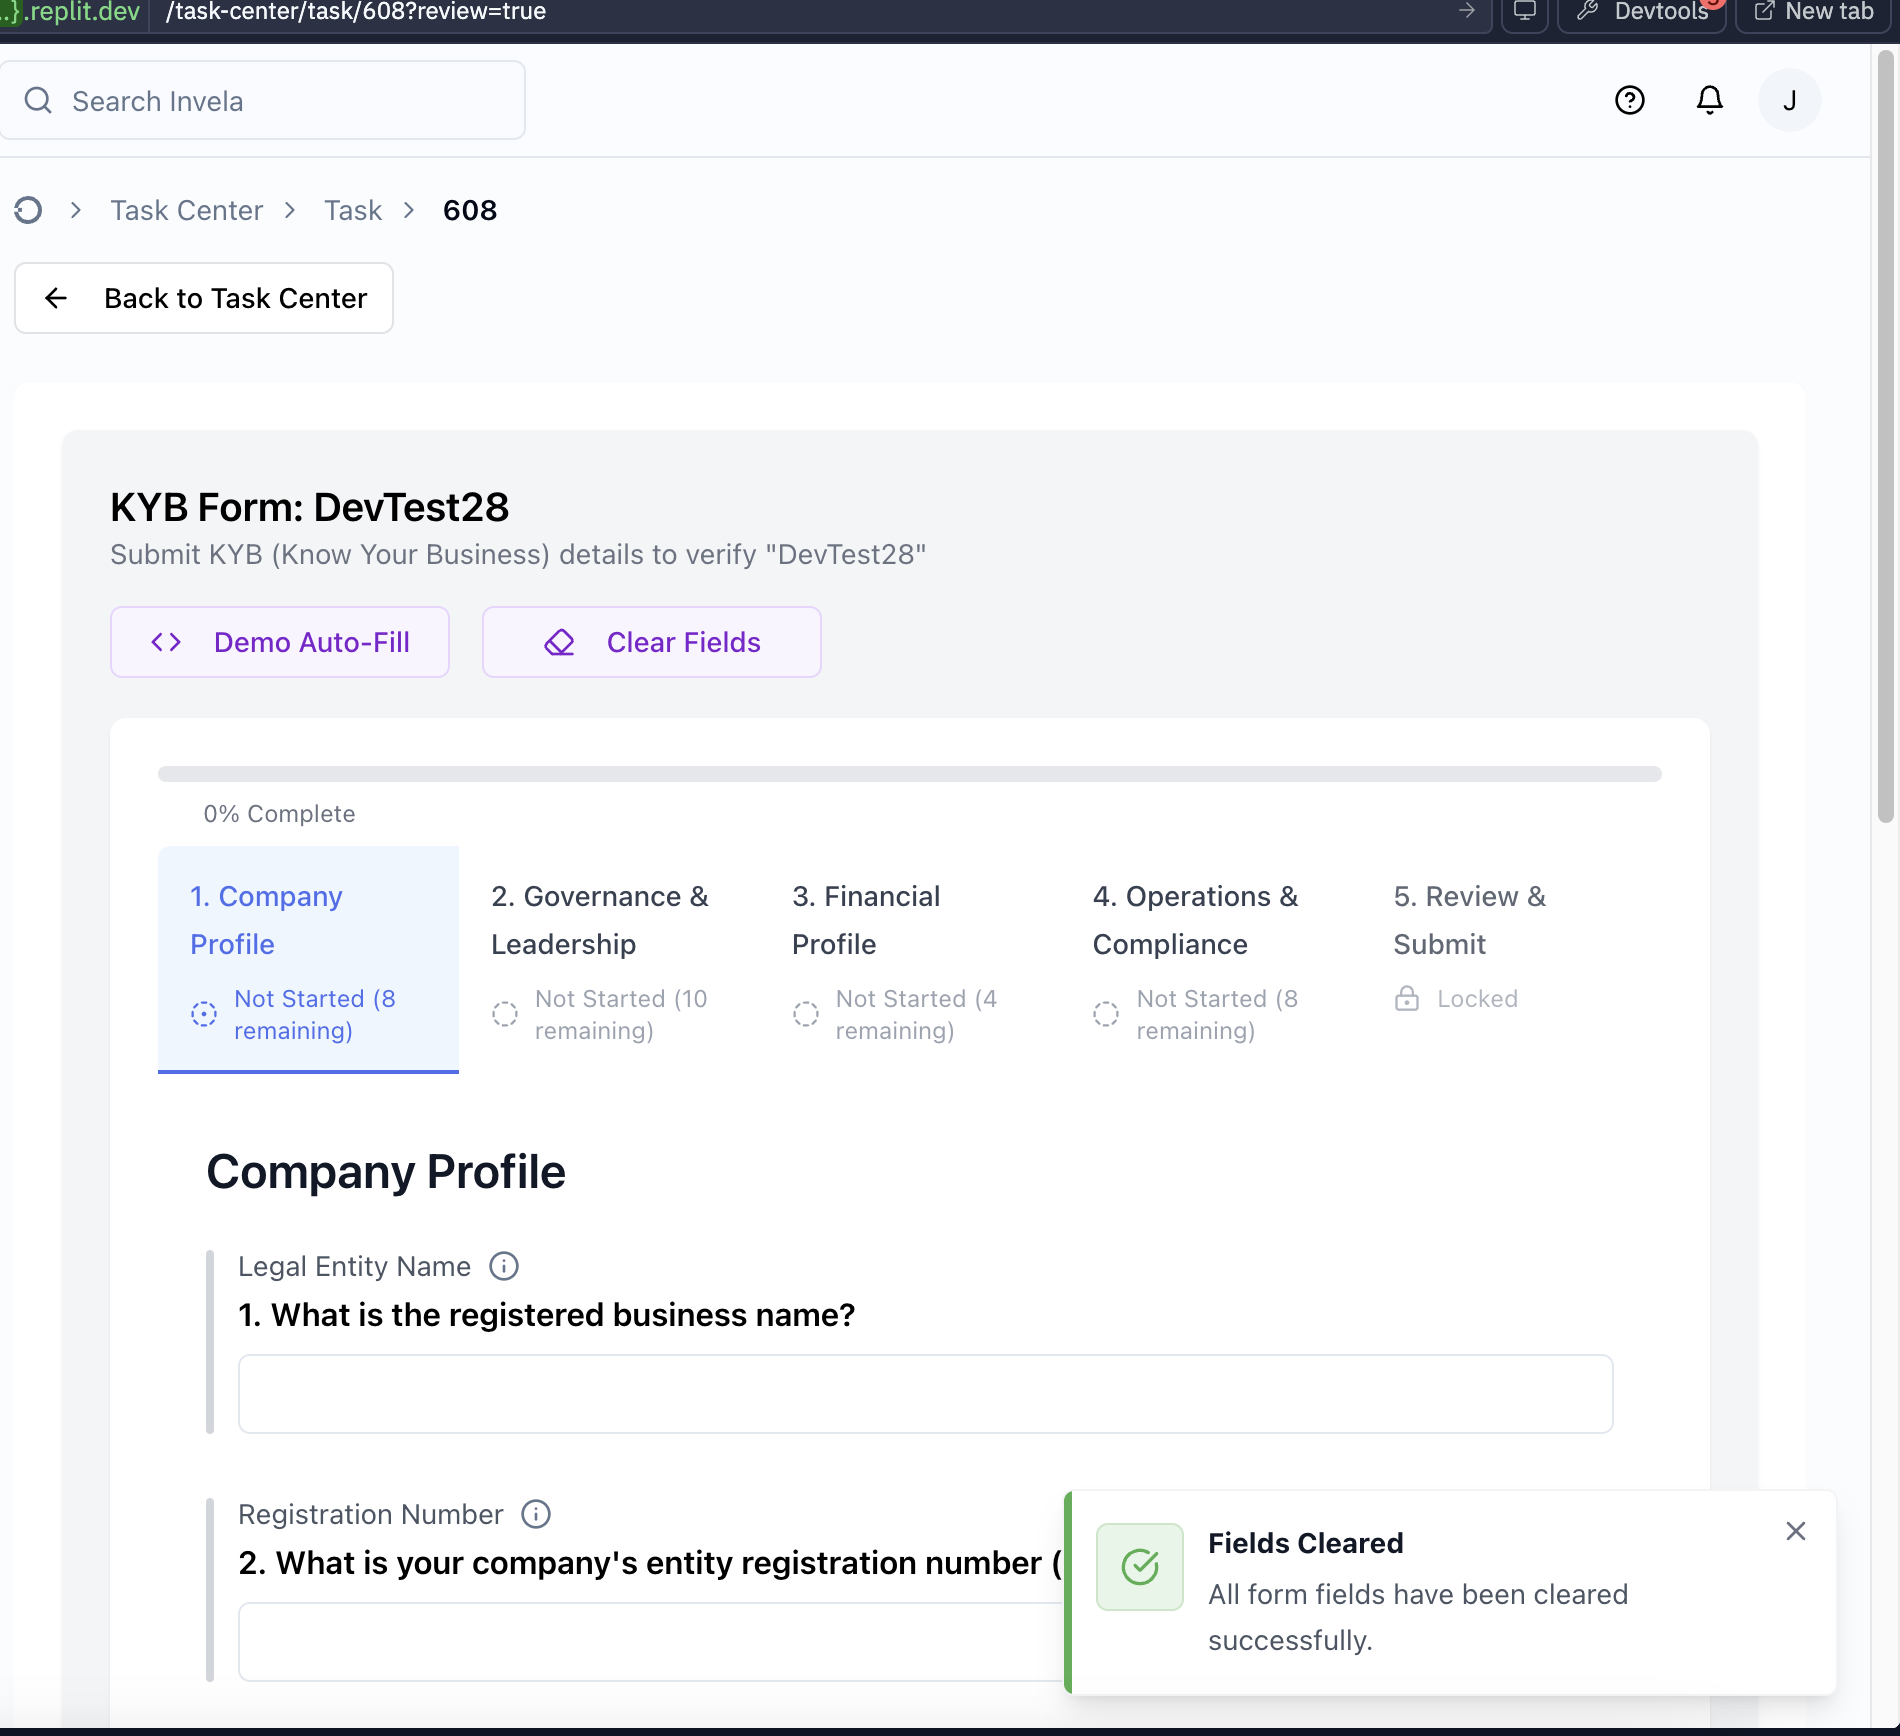 ..}.replit.dev
/task-center/task/608?review=true
Devtools
New tab
Search Invela
J
Task Center
Task
608
Back to Task Center
KYB Form: DevTest28
Submit KYB (Know Your Business) details to verify "DevTest28"
Demo Auto-Fill
Clear Fields
0% Complete
1. Company
Profile
Not Started (8
remaining)
2. Governance &
Leadership
Not Started (10
remaining)
3. Financial
Profile
Not Started (4
remaining)
4. Operations &
Compliance
Not Started (8
remaining)
5. Review &
Submit
Locked
Company Profile
Legal Entity Name
1. What is the registered business name?
Registration Number
2. What is your company's entity registration number (
Fields Cleared
All form fields have been cleared
successfully.